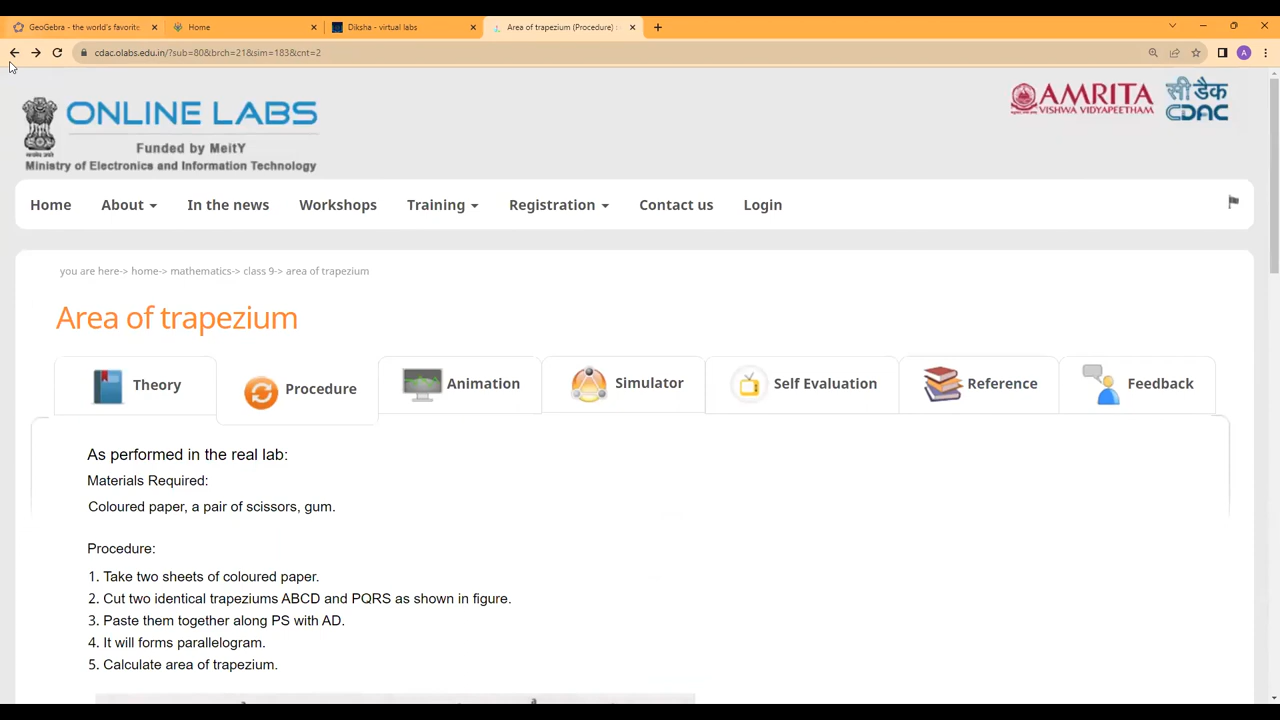 GeoGebra - the world's favorite
Home
Diksha - virtual labs
Area of trapezium (Procedure) :
cdac.olabs.edu.in/?sub=80&brch=21&sim=183&cnt=2
A
ONLINE LABS
Funded by MeitY
Ministry of Electronics and Information Technology
AMRITA
VISHWA VIDYAPEETHAM
सी डैक
CDAC
Home About In the news Workshops Training Registration Contact us Login
you are here-> home-> mathematics-> class 9-> area of trapezium
Area of trapezium
Theory Procedure Animation Simulator Self Evaluation Reference Feedback
As performed in the real lab:
Materials Required:
Coloured paper, a pair of scissors, gum.
Procedure:
1. Take two sheets of coloured paper.
2. Cut two identical trapeziums ABCD and PQRS as shown in figure.
3. Paste them together along PS with AD.
4. It will forms parallelogram.
5. Calculate area of trapezium.